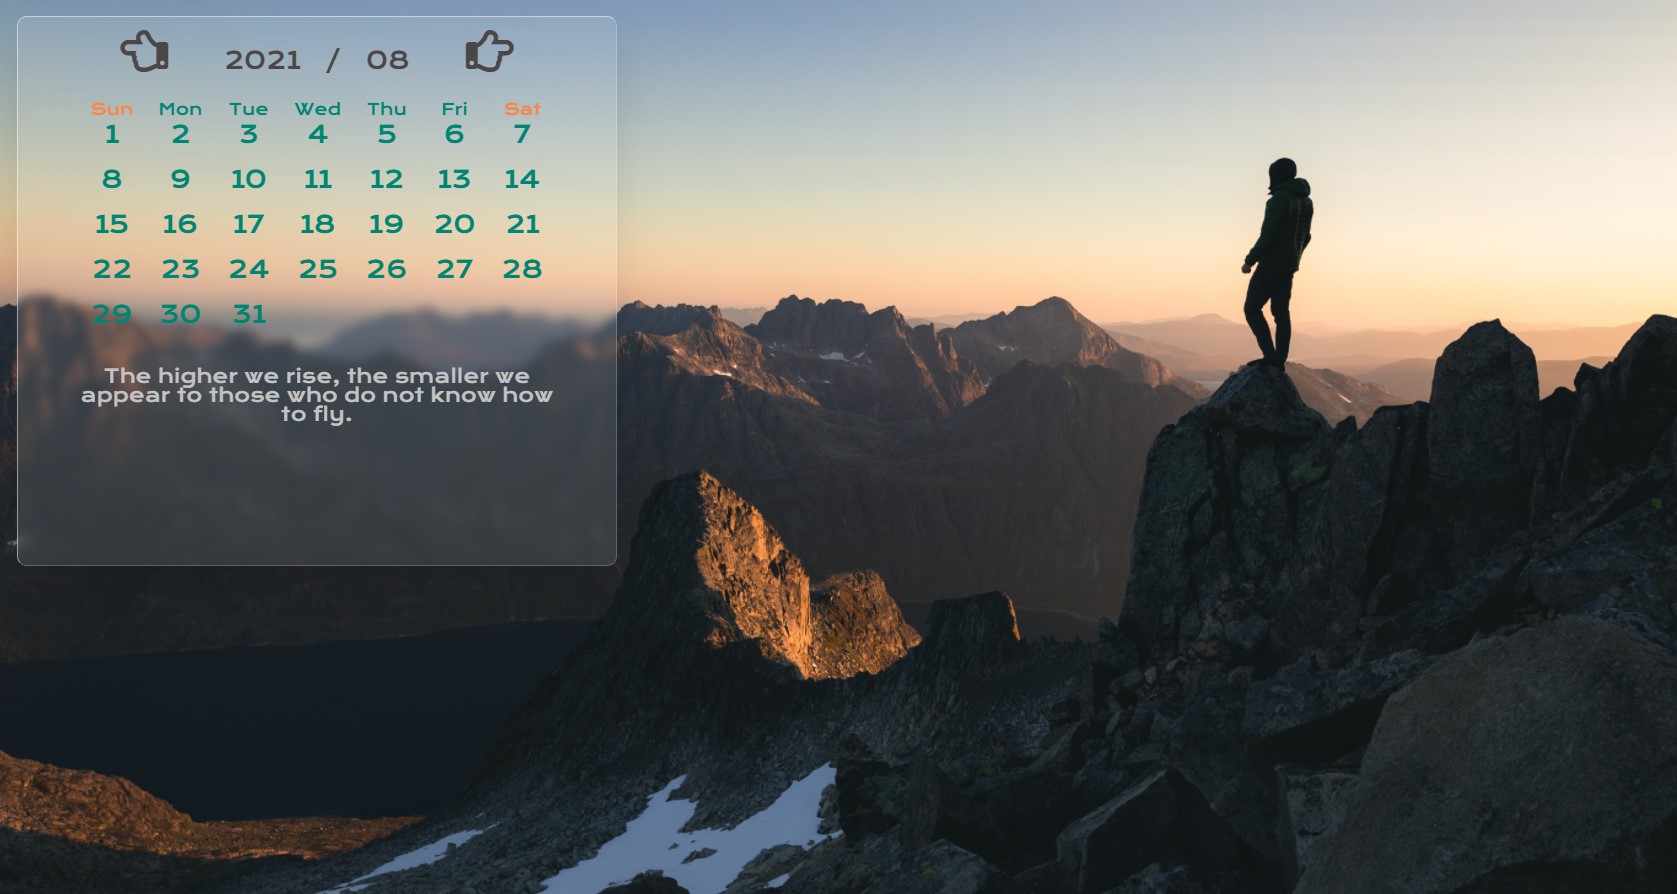 2021 / 08
Sun Mon Tue Wed Thu Fri Sat
1 2 3 4 5 6 7
8 9 10 11 12 13 14
15 16 17 18 19 20 21
22 23 24 25 26 27 28
29 30 31
The higher we rise, the smaller we
appear to those who do not know how
to fly.